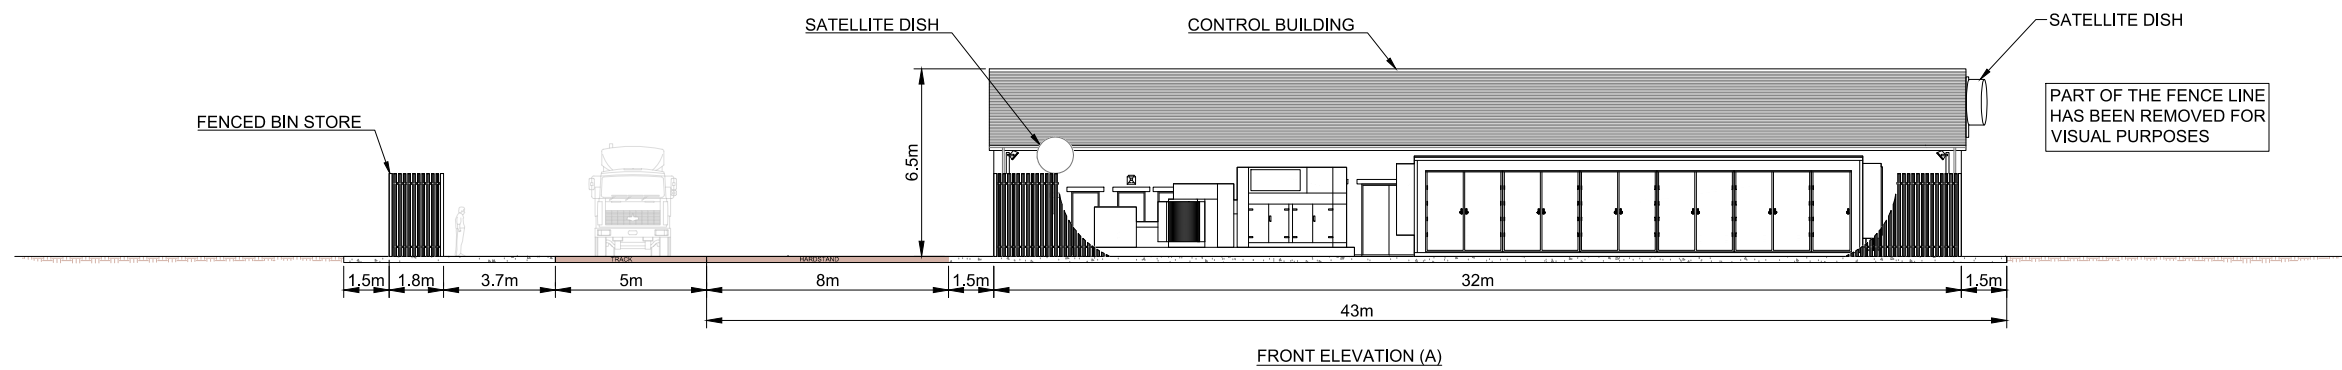 SATELLITE DISH
CONTROL BUILDING
SATELLITE DISH
PART OF THE FENCE LINE
HAS BEEN REMOVED FOR
VISUAL PURPOSES
FENCED BIN STORE
6.5m
TRACK
HARDSTAND
1.5m
1.8m
3.7m
5m
8m
1.5m
32m
1.5m
43m
FRONT ELEVATION (A)